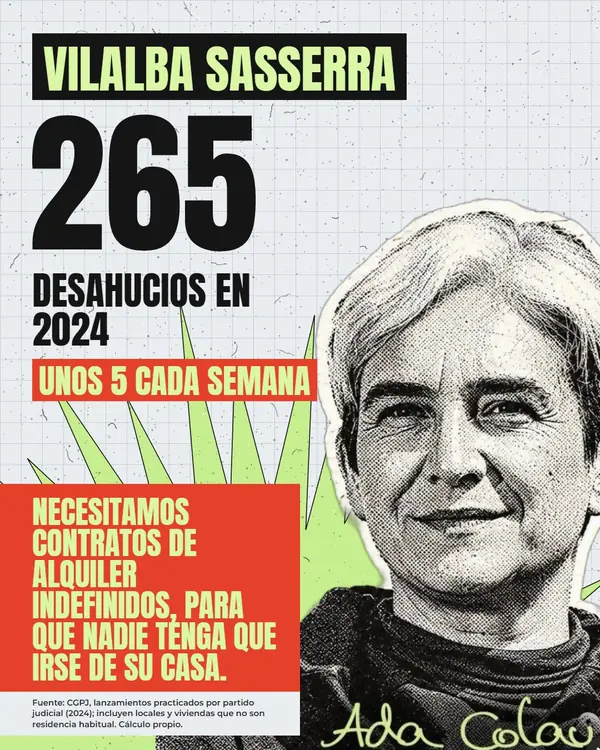 VILALBA SASSERRA
265
DESAHUCIOS EN
2024
UNOS 5 CADA SEMANA
NECESITAMOS
CONTRATOS DE
ALQUILER
INDEFINIDOS, PARA
QUE NADIE TENGA QUE
IRSE DE SU CASA.
Fuente: CGPJ, lanzamientos practicados por partido
judicial (2024); incluyen locales y viviendas que no son
residencia habitual. Cálculo propio.
Ada Colau